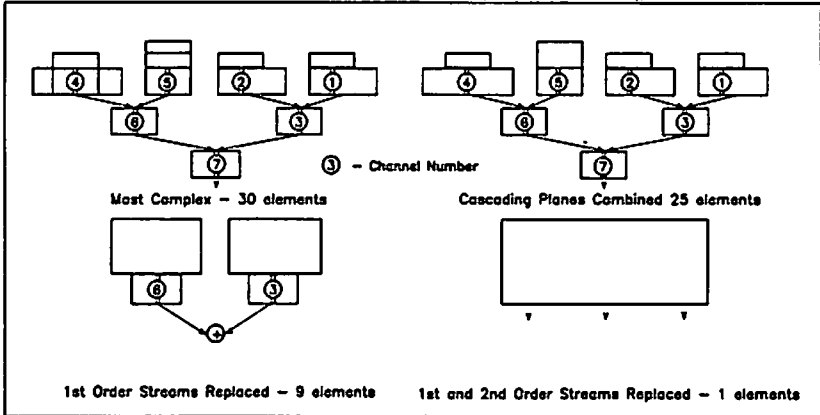 4 5 2 1 4 5 2 1
6 3 6 3
7 3 - Channel Number 7
Most Complex - 30 elements Cascading Planes Combined 25 elements
6 3
+
1st Order Streams Replaced - 9 elements 1st and 2nd Order Streams Replaced - 1 elements